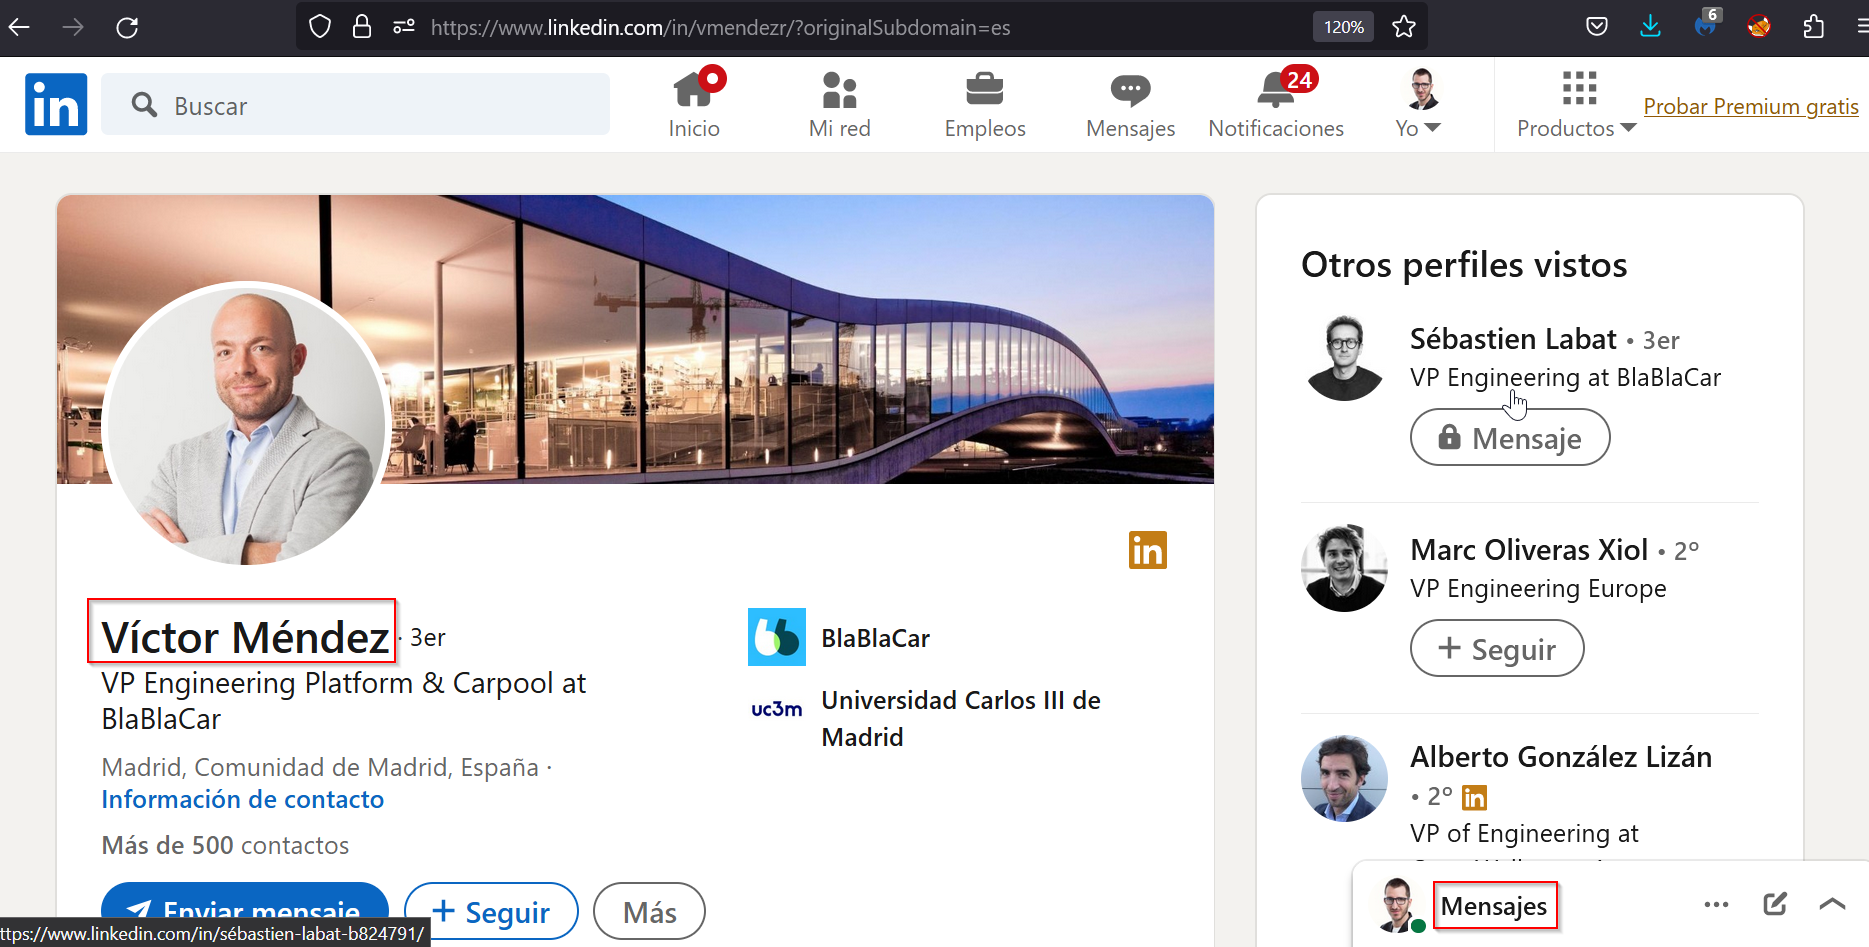 https://www.linkedin.com/in/vmendezr/?originalSubdomain=es
120%
6
in
Buscar
Inicio
Mi red
Empleos
Mensajes
24
Notificaciones
Yo
Productos
Probar Premium gratis
in
Víctor Méndez · 3er
VP Engineering Platform & Carpool at
BlaBlaCar
Madrid, Comunidad de Madrid, España ·
Información de contacto
Más de 500 contactos
Enviar mensaje
+ Seguir
Más
BlaBlaCar
uc3m
Universidad Carlos III de
Madrid
Otros perfiles vistos
Sébastien Labat • 3er
VP Engineering at BlaBlaCar
Mensaje
Marc Oliveras Xiol • 2º
VP Engineering Europe
+ Seguir
Alberto González Lizán
• 2º in
VP of Engineering at
Mensajes
ttps://www.linkedin.com/in/sébastien-labat-b824791/